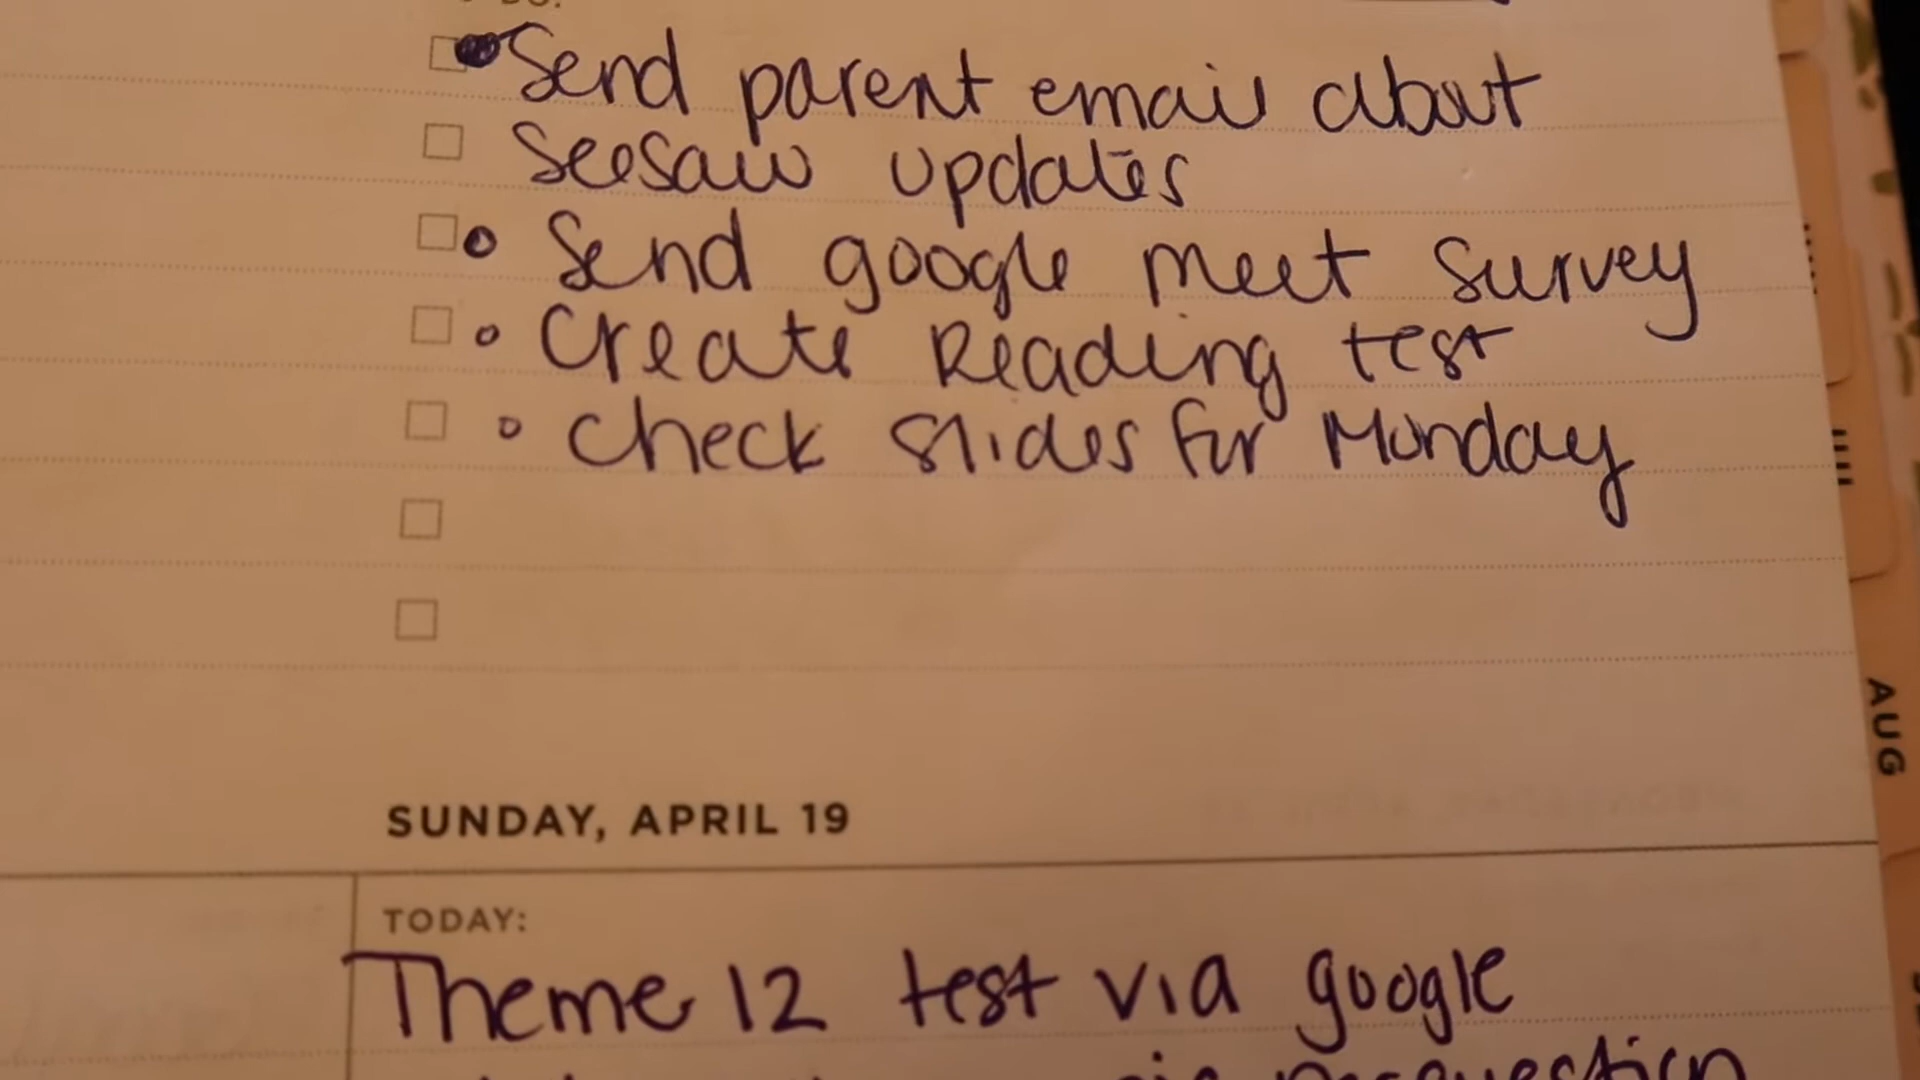 Send parent email about
Seesaw updates
Send google meet survey
Create Reading test
Check slides for Monday
AUG
SUNDAY, APRIL 19
TODAY:
Theme 12 test via google